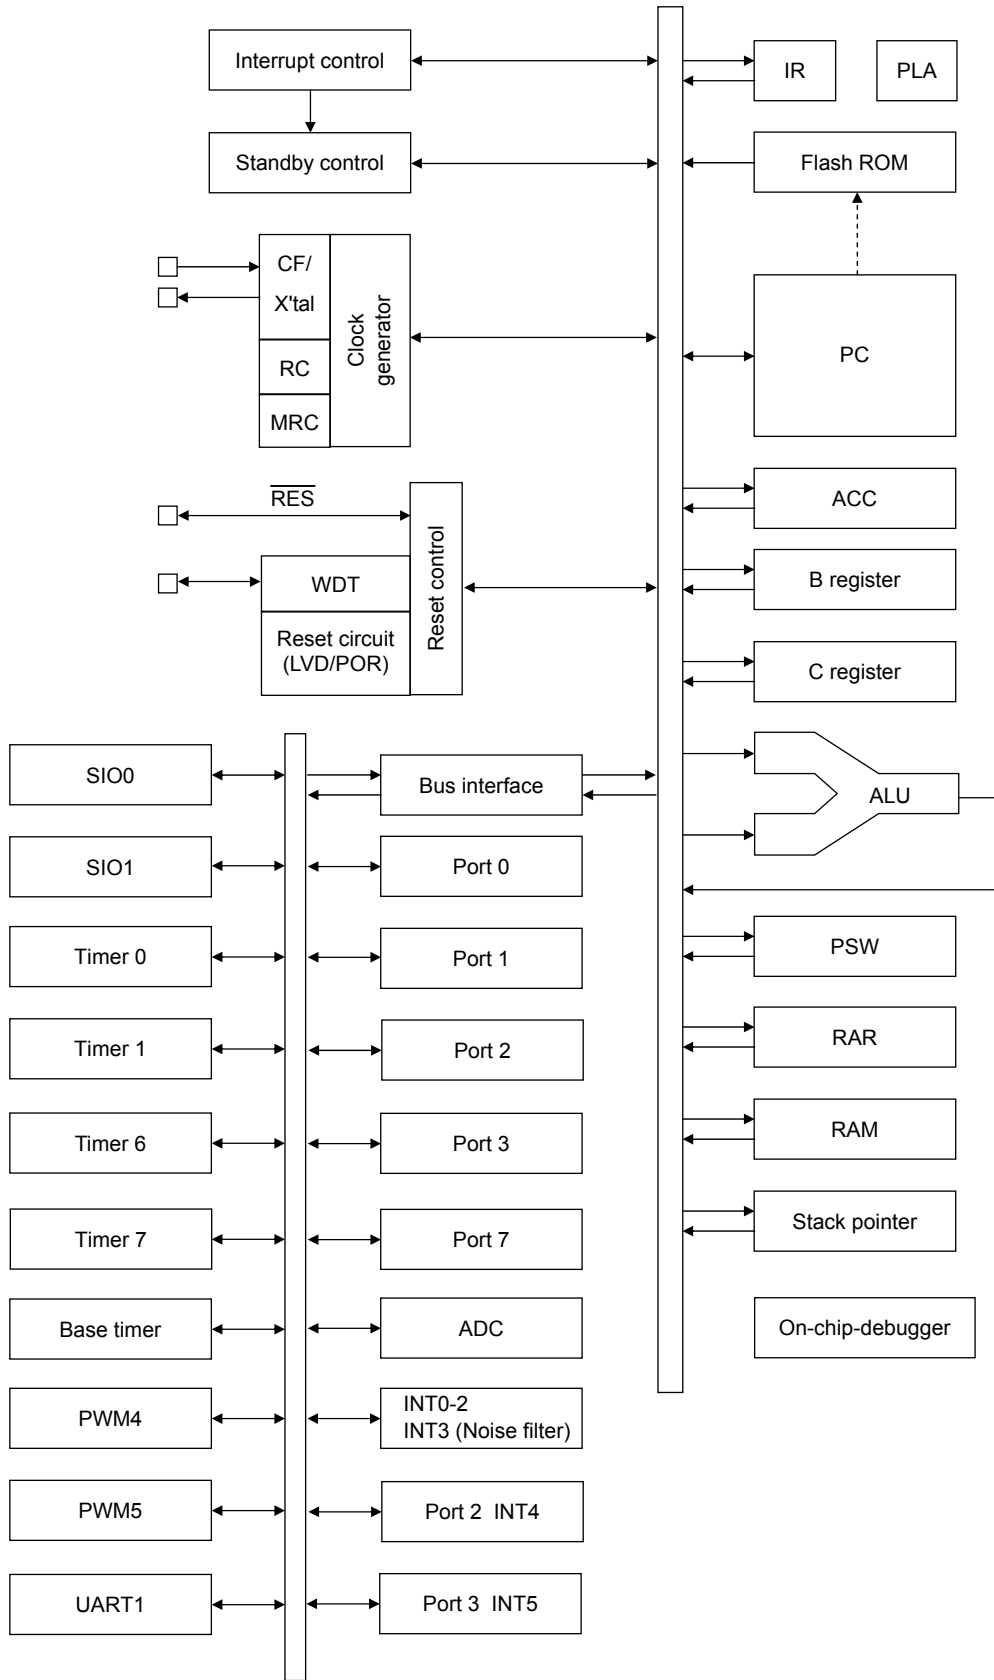 Interrupt control
IR
PLA
Standby control
Flash ROM
CF/
X'tal
Clock
generator
RC
MRC
PC
RES
Reset control
ACC
WDT
B register
Reset circuit
(LVD/POR)
C register
SIO0
Bus interface
ALU
SIO1
Port 0
Timer 0
Port 1
PSW
Timer 1
Port 2
RAR
Timer 6
Port 3
RAM
Timer 7
Port 7
Stack pointer
Base timer
ADC
On-chip-debugger
PWM4
INT0-2
INT3 (Noise filter)
PWM5
Port 2  INT4
UART1
Port 3  INT5